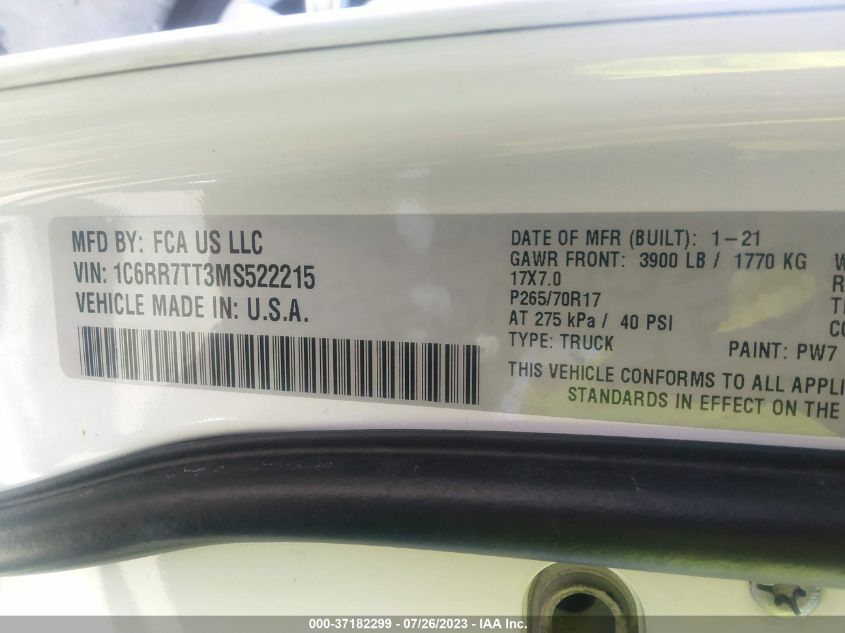 MFD BY: FCA US LLC
VIN: 1C6RR7TT3MS522215
VEHICLE MADE IN: U.S.A.
DATE OF MFR (BUILT): 1-21
GAWR FRONT: 3900 LB / 1770 KG
17X7.0
P265/70R17
AT 275 kPa / 40 PSI
TYPE: TRUCK PAINT: PW7
THIS VEHICLE CONFORMS TO ALL APPLI
STANDARDS IN EFFECT ON THE
000-37182299 - 07/26/2023 - IAA Inc.